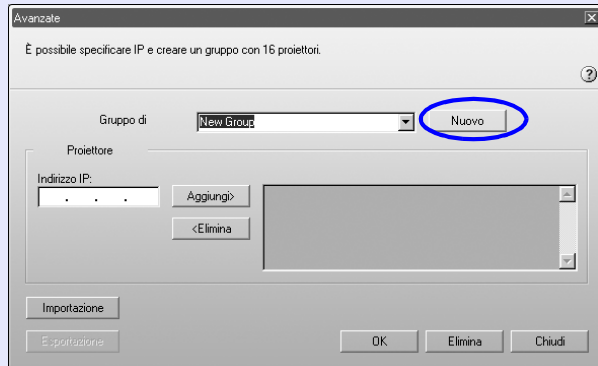 Avanzate
È possibile specificare IP e creare un gruppo con 16 proiettori.
?
Gruppo di New Group Nuovo
Proiettore
Indirizzo IP:
. . . Aggiungi>
<Elimina
Importazione
Esportazione OK Elimina Chiudi